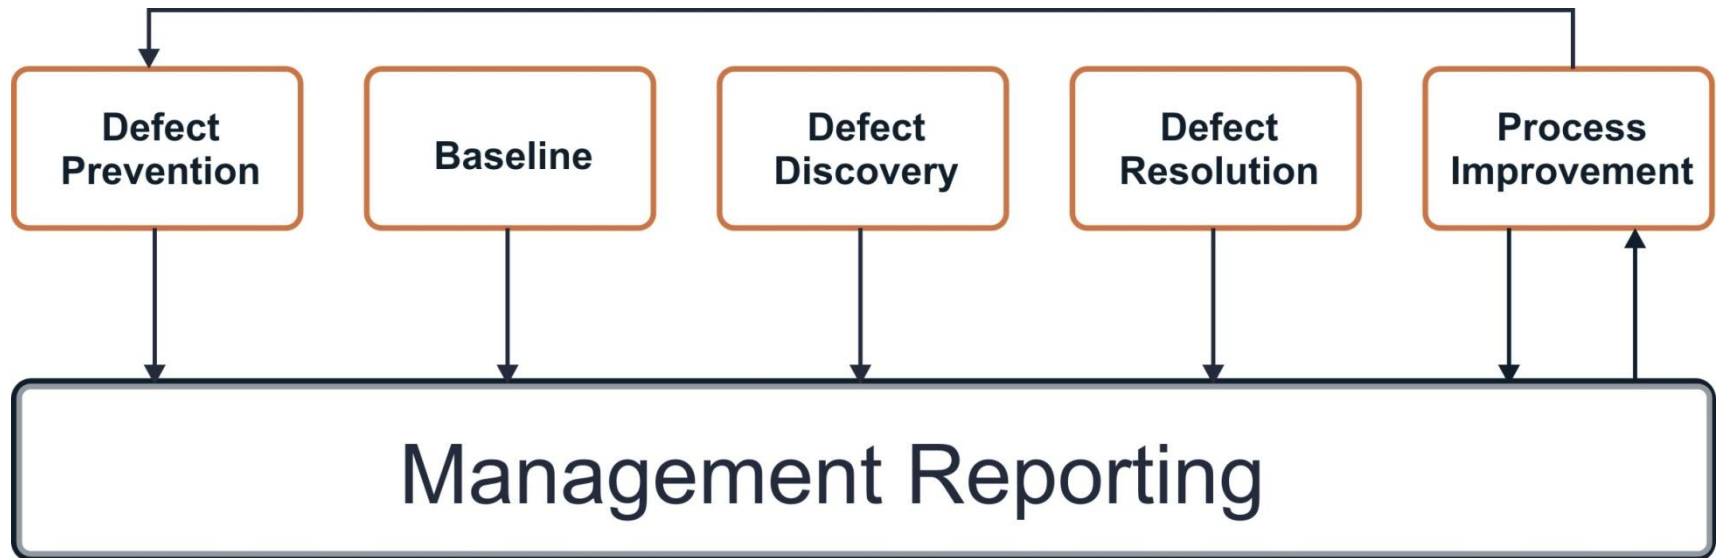 Defect
Prevention
Baseline
Defect
Discovery
Defect
Resolution
Process
Improvement
Management Reporting